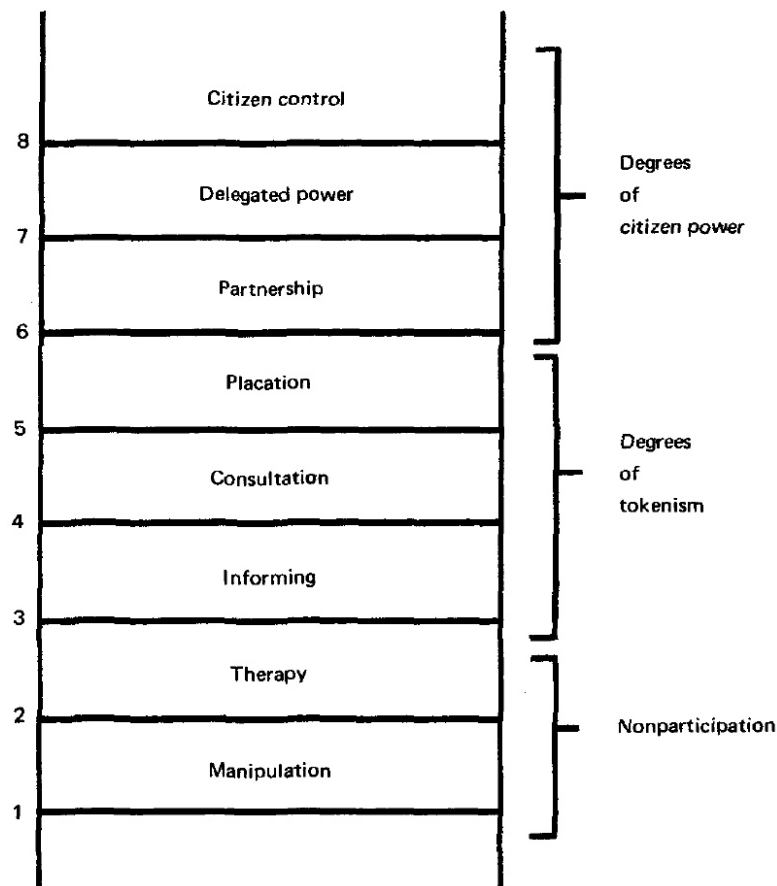 Citizen control
8
Delegated power
7
Partnership
6
Placation
5
Consultation
4
Informing
3
Therapy
2
Manipulation
1
Degrees
of
citizen power
Degrees
of
tokenism
Nonparticipation